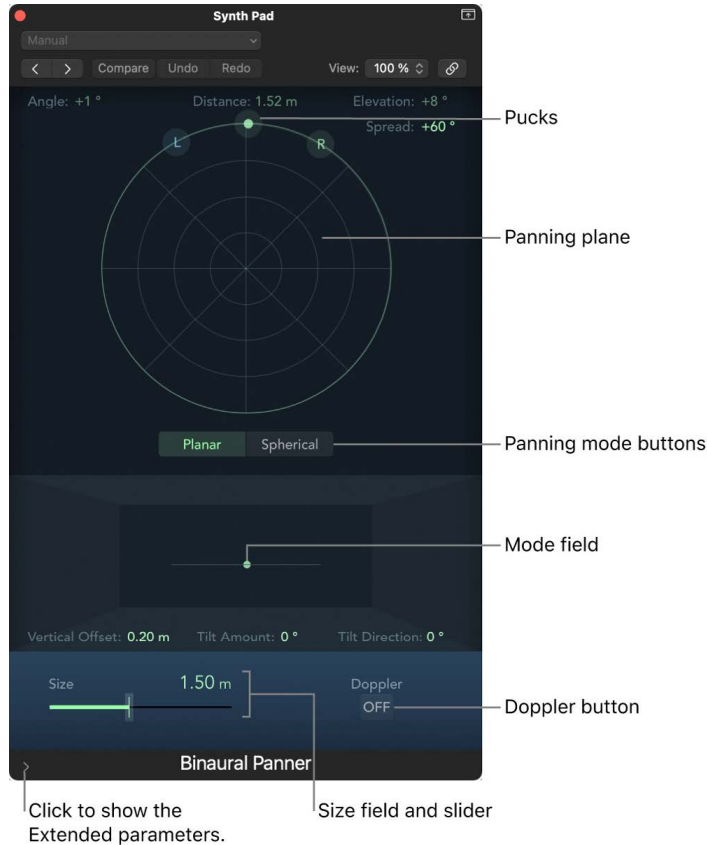 Synth Pad
Manual
Compare Undo Redo View: 100 %
Angle: +1 ° Distance: 1.52 m Elevation: +8 °
Spread: +60 °
Pucks
L R
Panning plane
Planar Spherical
Panning mode buttons
Mode field
Vertical Offset: 0.20 m Tilt Amount: 0 ° Tilt Direction: 0 °
Size 1.50 m Doppler
OFF
Doppler button
Binaural Panner
Click to show the
Extended parameters.
Size field and slider